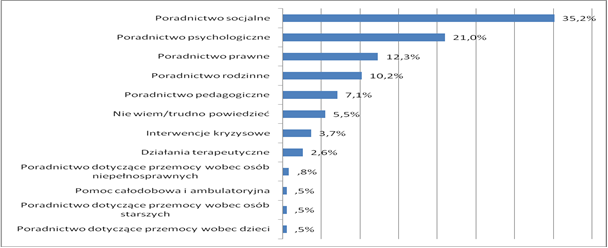 Poradnictwo socjalne 35,2%
Poradnictwo psychologiczne 21,0%
Poradnictwo prawne 12,3%
Poradnictwo rodzinne 10,2%
Poradnictwo pedagogiczne 7,1%
Nie wiem/trudno powiedzieć 5,5%
Interwencje kryzysowe 3,7%
Działania terapeutyczne 2,6%
Poradnictwo dotyczące przemocy wobec osób
niepełnosprawnych ,8%
Pomoc całodobowa i ambulatoryjna ,5%
Poradnictwo dotyczące przemocy wobec osób
starszych ,5%
Poradnictwo dotyczące przemocy wobec dzieci ,5%